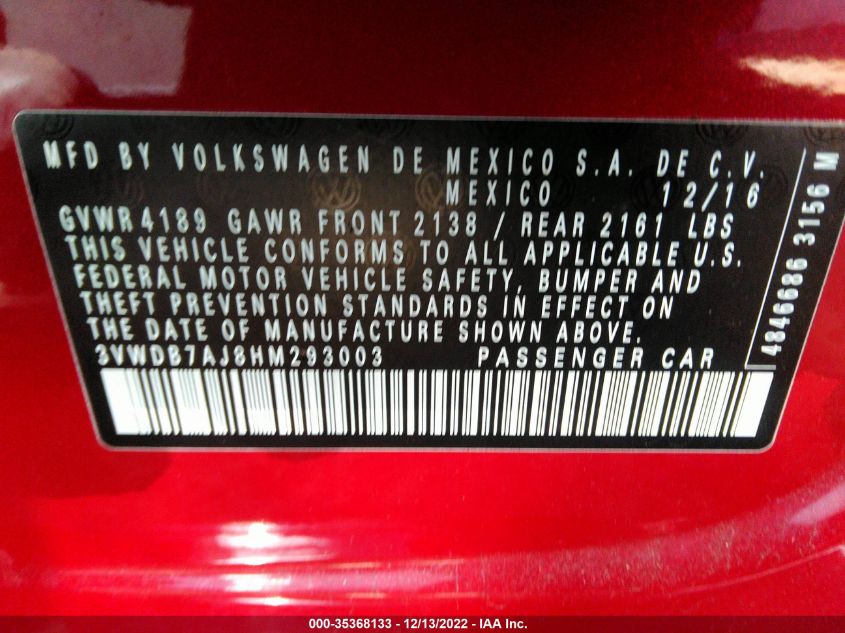 MFD BY VOLKSWAGEN DE MEXICO S.A. DE C.V.
MEXICO 12/16
GVWR 4189 GAWR FRONT 2138 / REAR 2161 LBS
THIS VEHICLE CONFORMS TO ALL APPLICABLE U.S.
FEDERAL MOTOR VEHICLE SAFETY, BUMPER AND
THEFT PREVENTION STANDARDS IN EFFECT ON
THE DATE OF MANUFACTURE SHOWN ABOVE.
3VWDB7AJ8HM293003 PASSENGER CAR
4846686 3156 M
000-35368133 - 12/13/2022 - IAA Inc.